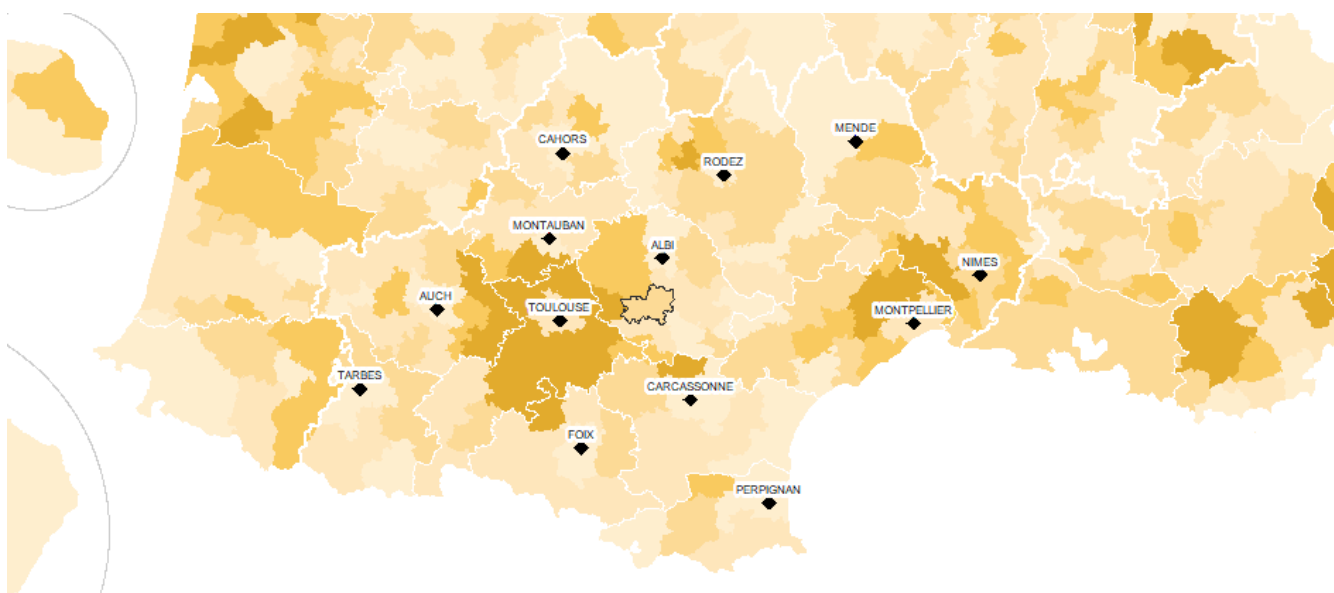 MENDE
CAHORS
RODEZ
MONTAUBAN
ALBI
NIMES
AUCH
TOULOUSE
MONTPELLIER
TARBES
CARCASSONNE
FOIX
PERPIGNAN